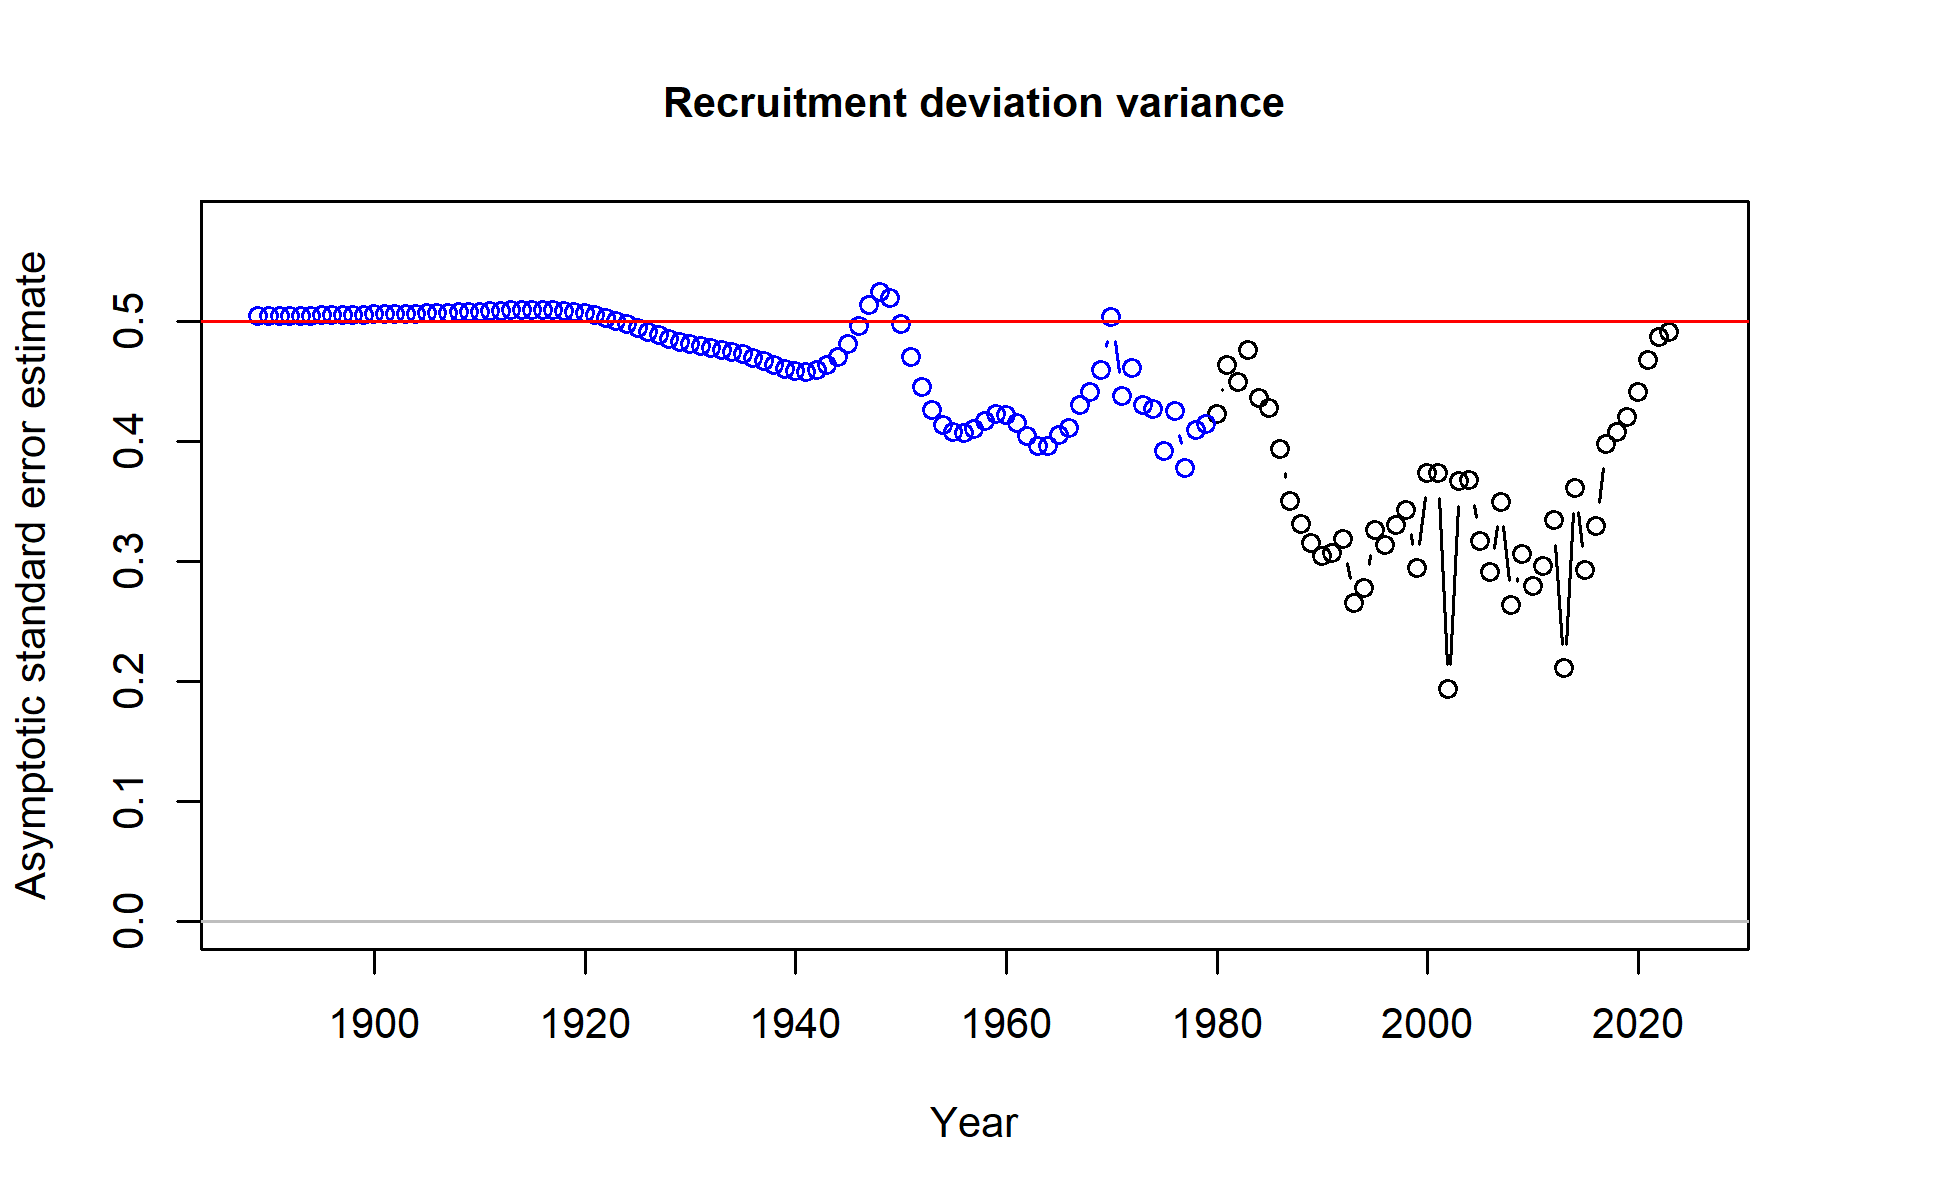 Recruitment deviation variance
Asymptotic standard error estimate
0.5
0.4
0.3
0.2
0.1
0.0
1900 1920 1940 1960 1980 2000 2020
Year